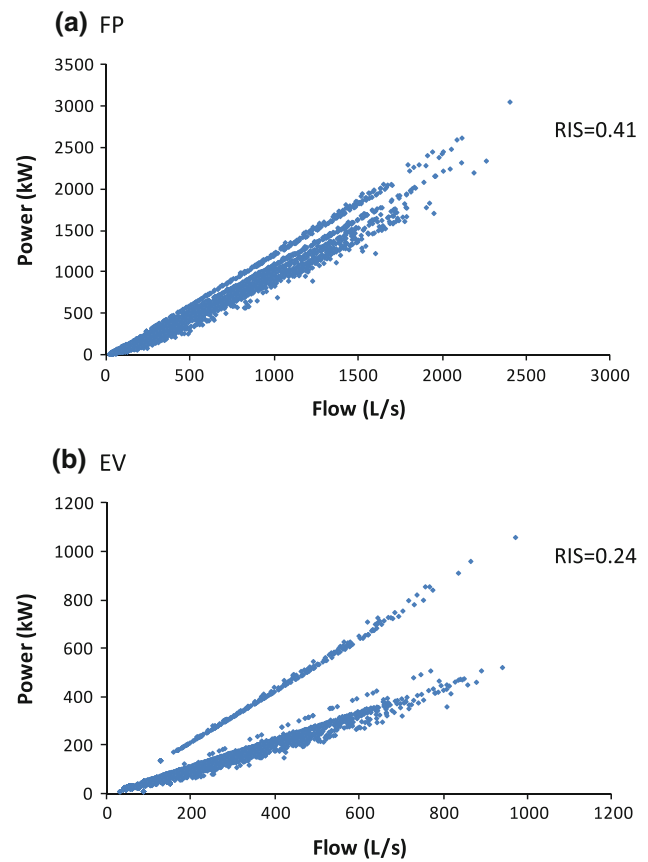 (a) FP
3500
3000
2500
2000
1500
1000
500
0
Power (kW)
RIS=0.41
0 500 1000 1500 2000 2500 3000
Flow (L/s)
(b) EV
1200
1000
800
600
400
200
0
Power (kW)
RIS=0.24
0 200 400 600 800 1000 1200
Flow (L/s)